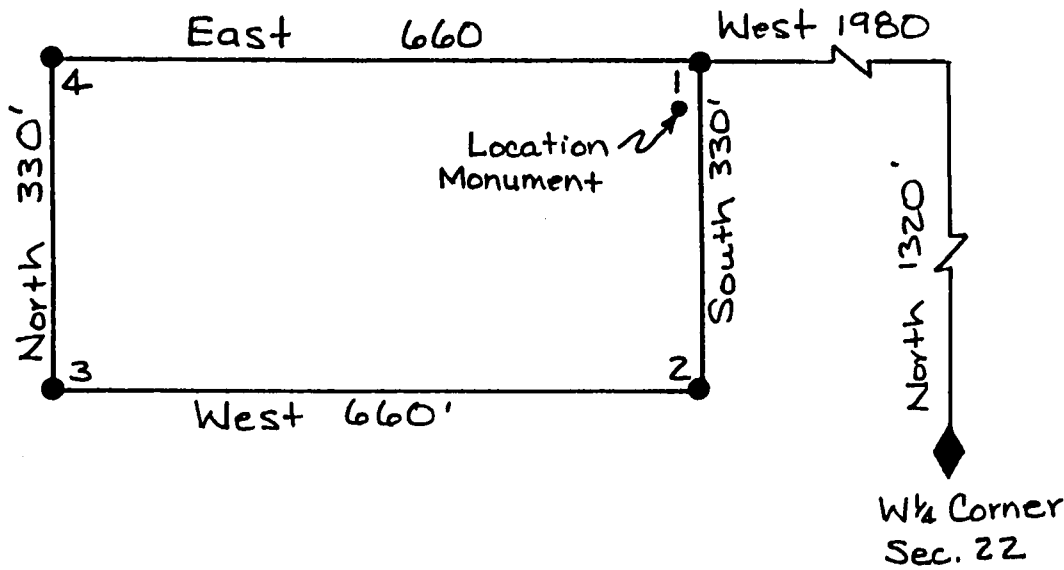 East 660
West 1980
4
1
Location
Monument
North 330'
South 330'
North 1320'
3
2
West 660'
W¼ Corner
Sec. 22